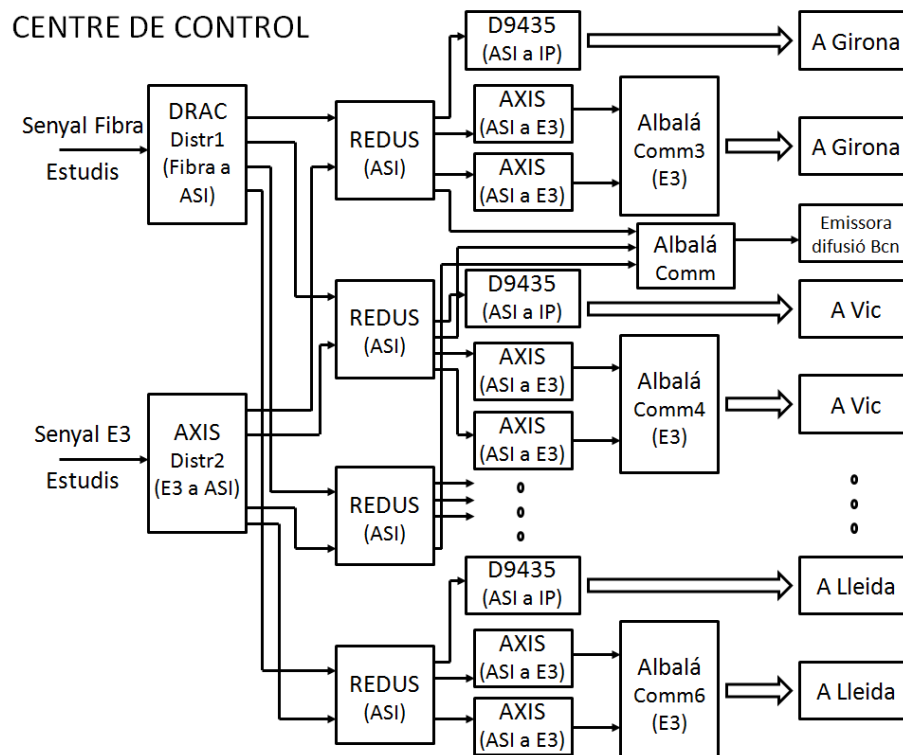 CENTRE DE CONTROL
Senyal Fibra
Estudis
DRAC
Distr1
(Fibra a
ASI)
Senyal E3
Estudis
AXIS
Distr2
(E3 a ASI)
REDUS
(ASI)
REDUS
(ASI)
REDUS
(ASI)
REDUS
(ASI)
D9435
(ASI a IP)
AXIS
(ASI a E3)
AXIS
(ASI a E3)
Albalá
Comm3
(E3)
Albalá
Comm
D9435
(ASI a IP)
AXIS
(ASI a E3)
AXIS
(ASI a E3)
Albalá
Comm4
(E3)
D9435
(ASI a IP)
AXIS
(ASI a E3)
AXIS
(ASI a E3)
Albalá
Comm6
(E3)
A Girona
A Girona
Emissora
difusió Bcn
A Vic
A Vic
A Lleida
A Lleida